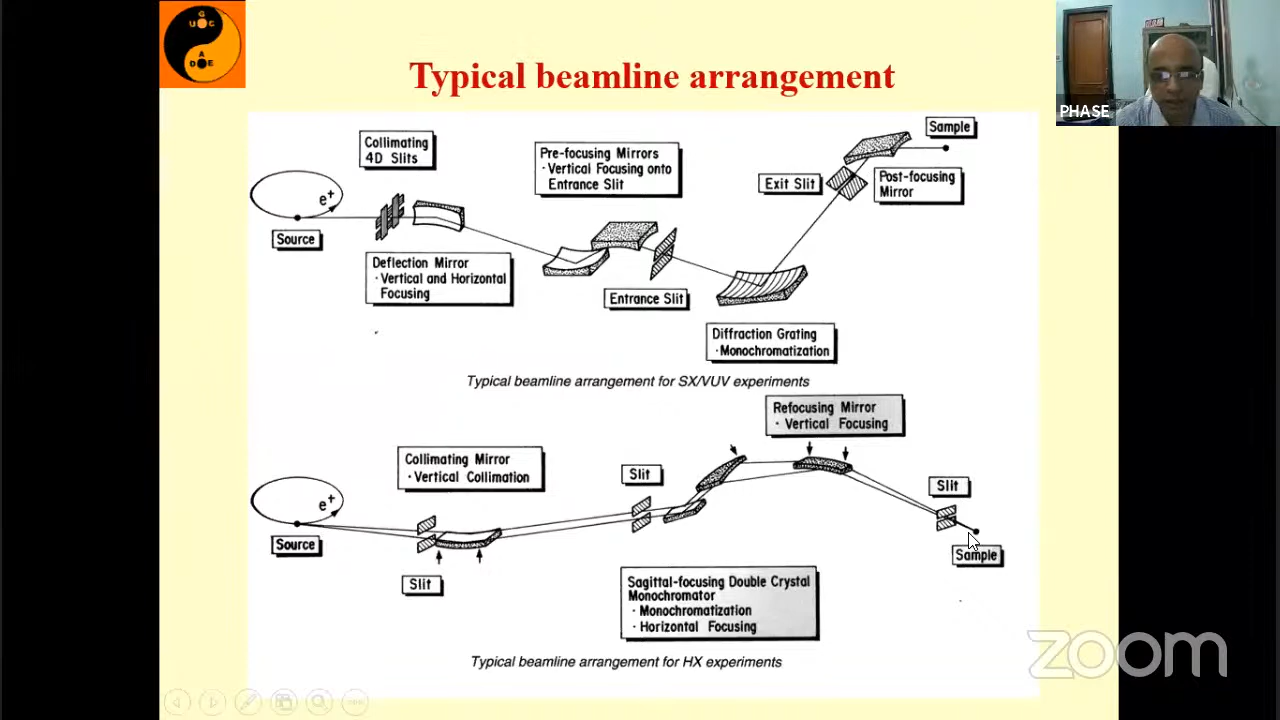 G
U G C
A
D E
Typical beamline arrangement
PHASE
Collimating
4D Slits
Pre-focusing Mirrors
· Vertical Focusing onto
Entrance Slit
Sample
Exit Slit
Post-focusing
Mirror
e+
Source
Deflection Mirror
· Vertical and Horizontal
Focusing
Entrance Slit
Diffraction Grating
· Monochromatization
Typical beamline arrangement for SX/VUV experiments
Refocusing Mirror
· Vertical Focusing
Collimating Mirror
· Vertical Collimation
Slit
Slit
e+
Source
Slit
Sample
Sagittal-focusing Double Crystal
Monochromator
· Monochromatization
· Horizontal Focusing
Typical beamline arrangement for HX experiments
zoom